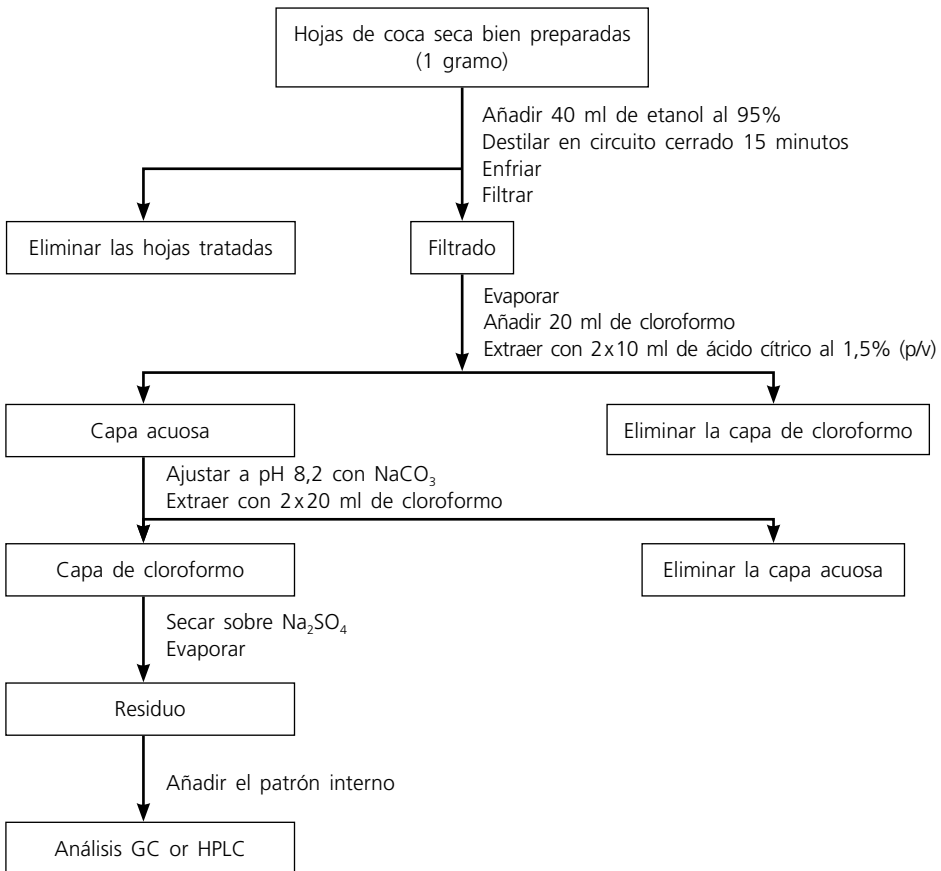 Hojas de coca seca bien preparadas
(1 gramo)
Añadir 40 ml de etanol al 95%
Destilar en circuito cerrado 15 minutos
Enfriar
Filtrar
Eliminar las hojas tratadas
Filtrado
Evaporar
Añadir 20 ml de cloroformo
Extraer con 2x10 ml de ácido cítrico al 1,5% (p/v)
Capa acuosa
Eliminar la capa de cloroformo
Ajustar a pH 8,2 con NaCO₃
Extraer con 2x20 ml de cloroformo
Capa de cloroformo
Eliminar la capa acuosa
Secar sobre Na₂SO₄
Evaporar
Residuo
Añadir el patrón interno
Análisis GC or HPLC